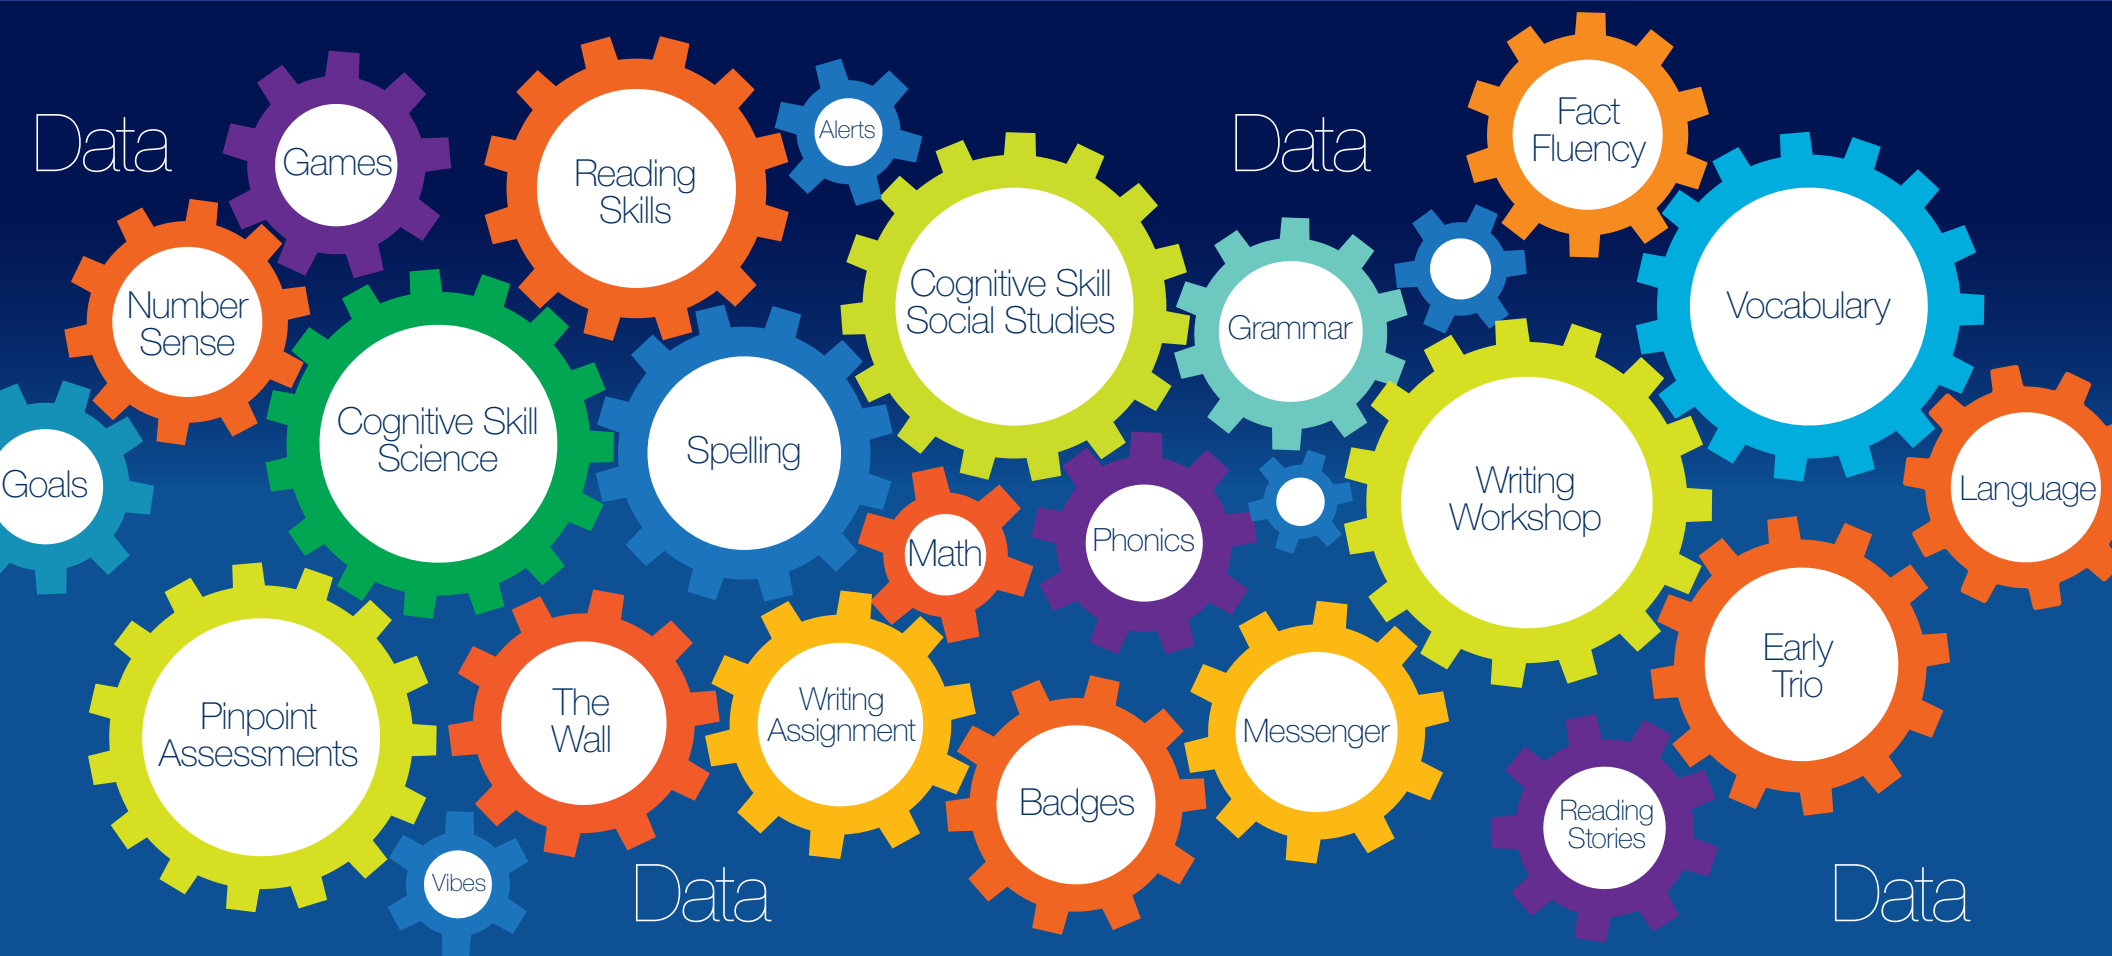 Data
Games
Reading
Skills
Alerts
Data
Fact
Fluency
Number
Sense
Cognitive Skill
Social Studies
Grammar
Vocabulary
Goals
Cognitive Skill
Science
Spelling
Math
Phonics
Writing
Workshop
Language
Pinpoint
Assessments
The
Wall
Writing
Assignment
Badges
Messenger
Early
Trio
Reading
Stories
Vibes
Data
Data